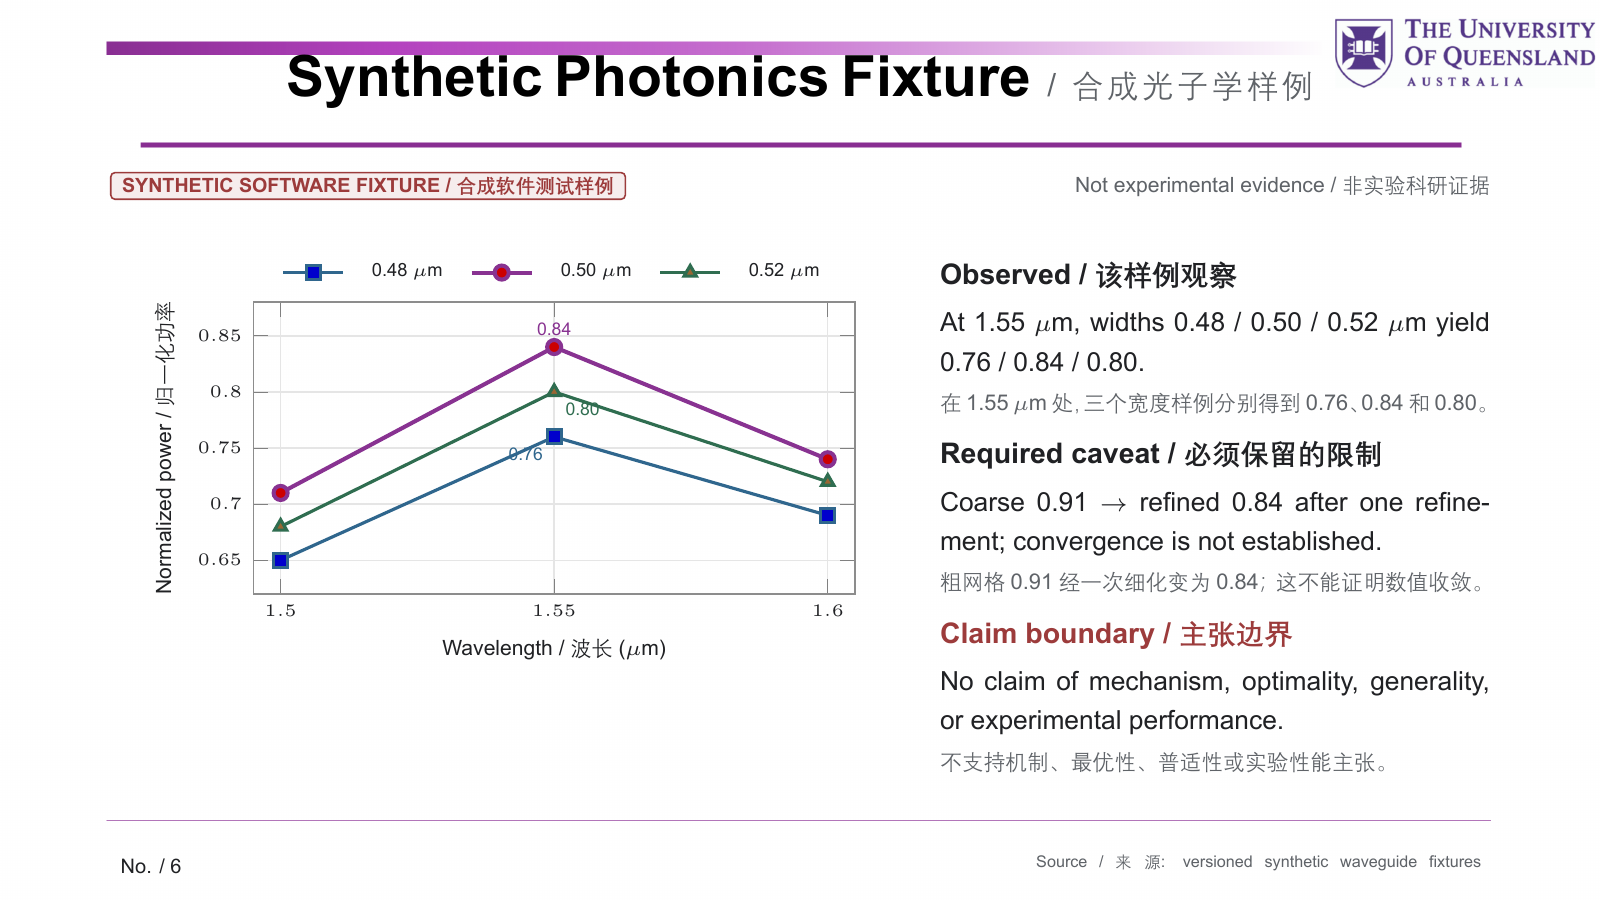 THE UNIVERSITY
OF QUEENSLAND
AUSTRALIA
Synthetic Photonics Fixture / 合成光子学样例
SYNTHETIC SOFTWARE FIXTURE / 合成软件测试样例
Not experimental evidence / 非实验科研证据
0.48 μm
0.50 μm
0.52 μm
Normalized power / 归一化功率
0.85
0.8
0.75
0.7
0.65
0.84
0.80
0.76
1.5
1.55
1.6
Wavelength / 波长 (μm)
Observed / 该样例观察
At 1.55 μm, widths 0.48 / 0.50 / 0.52 μm yield
0.76 / 0.84 / 0.80.
在 1.55 μm 处, 三个宽度样例分别得到 0.76、0.84 和 0.80。
Required caveat / 必须保留的限制
Coarse 0.91 → refined 0.84 after one refine-
ment; convergence is not established.
粗网格 0.91 经一次细化变为 0.84; 这不能证明数值收敛。
Claim boundary / 主张边界
No claim of mechanism, optimality, generality,
or experimental performance.
不支持机制、最优性、普适性或实验性能主张。
No. / 6
Source / 来 源: versioned synthetic waveguide fixtures